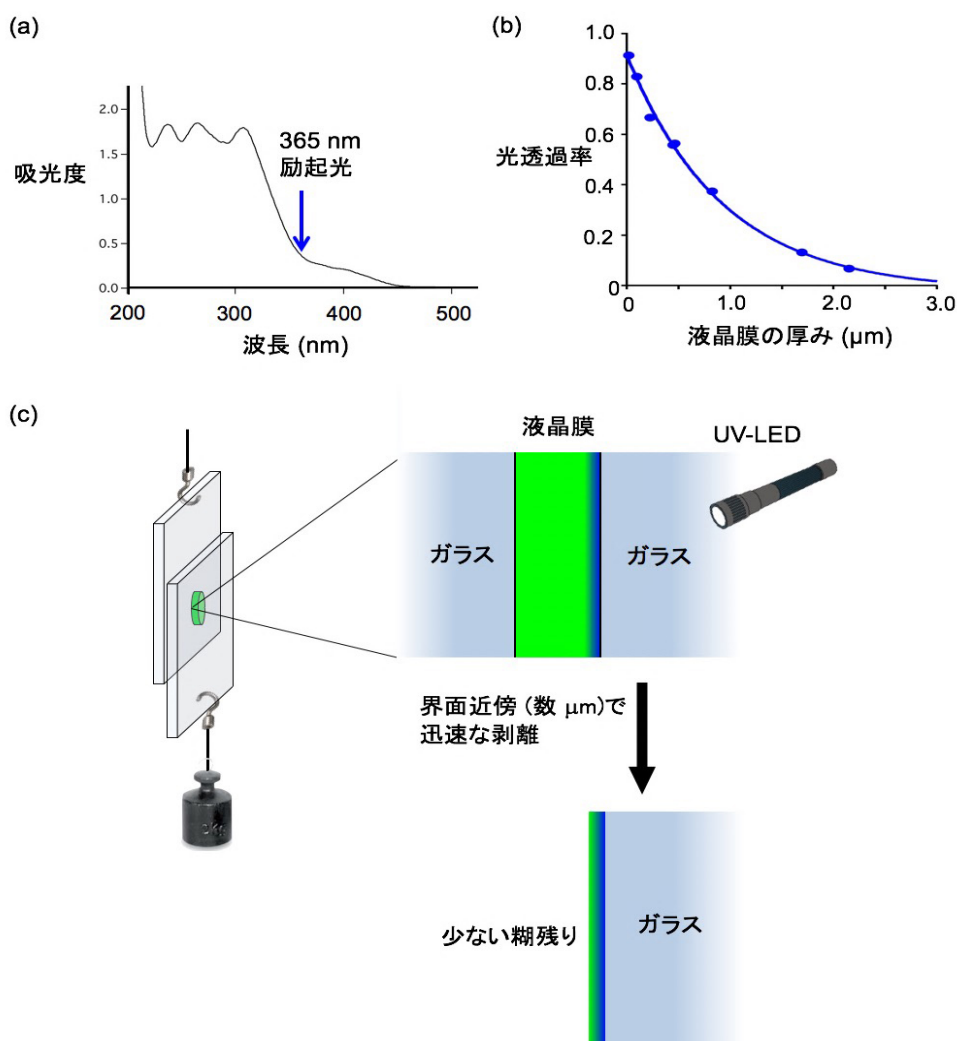 (a)
2.0
1.5
1.0
0.5
0.0
吸光度
365 nm
励起光
200
300
400
500
波長 (nm)
(b)
1.0
0.8
0.6
0.4
0.2
0
光透過率
0
1.0
2.0
3.0
液晶膜の厚み (μm)
(c)
液晶膜
UV-LED
ガラス
ガラス
界面近傍 (数 μm)で
迅速な剥離
少ない糊残り
ガラス